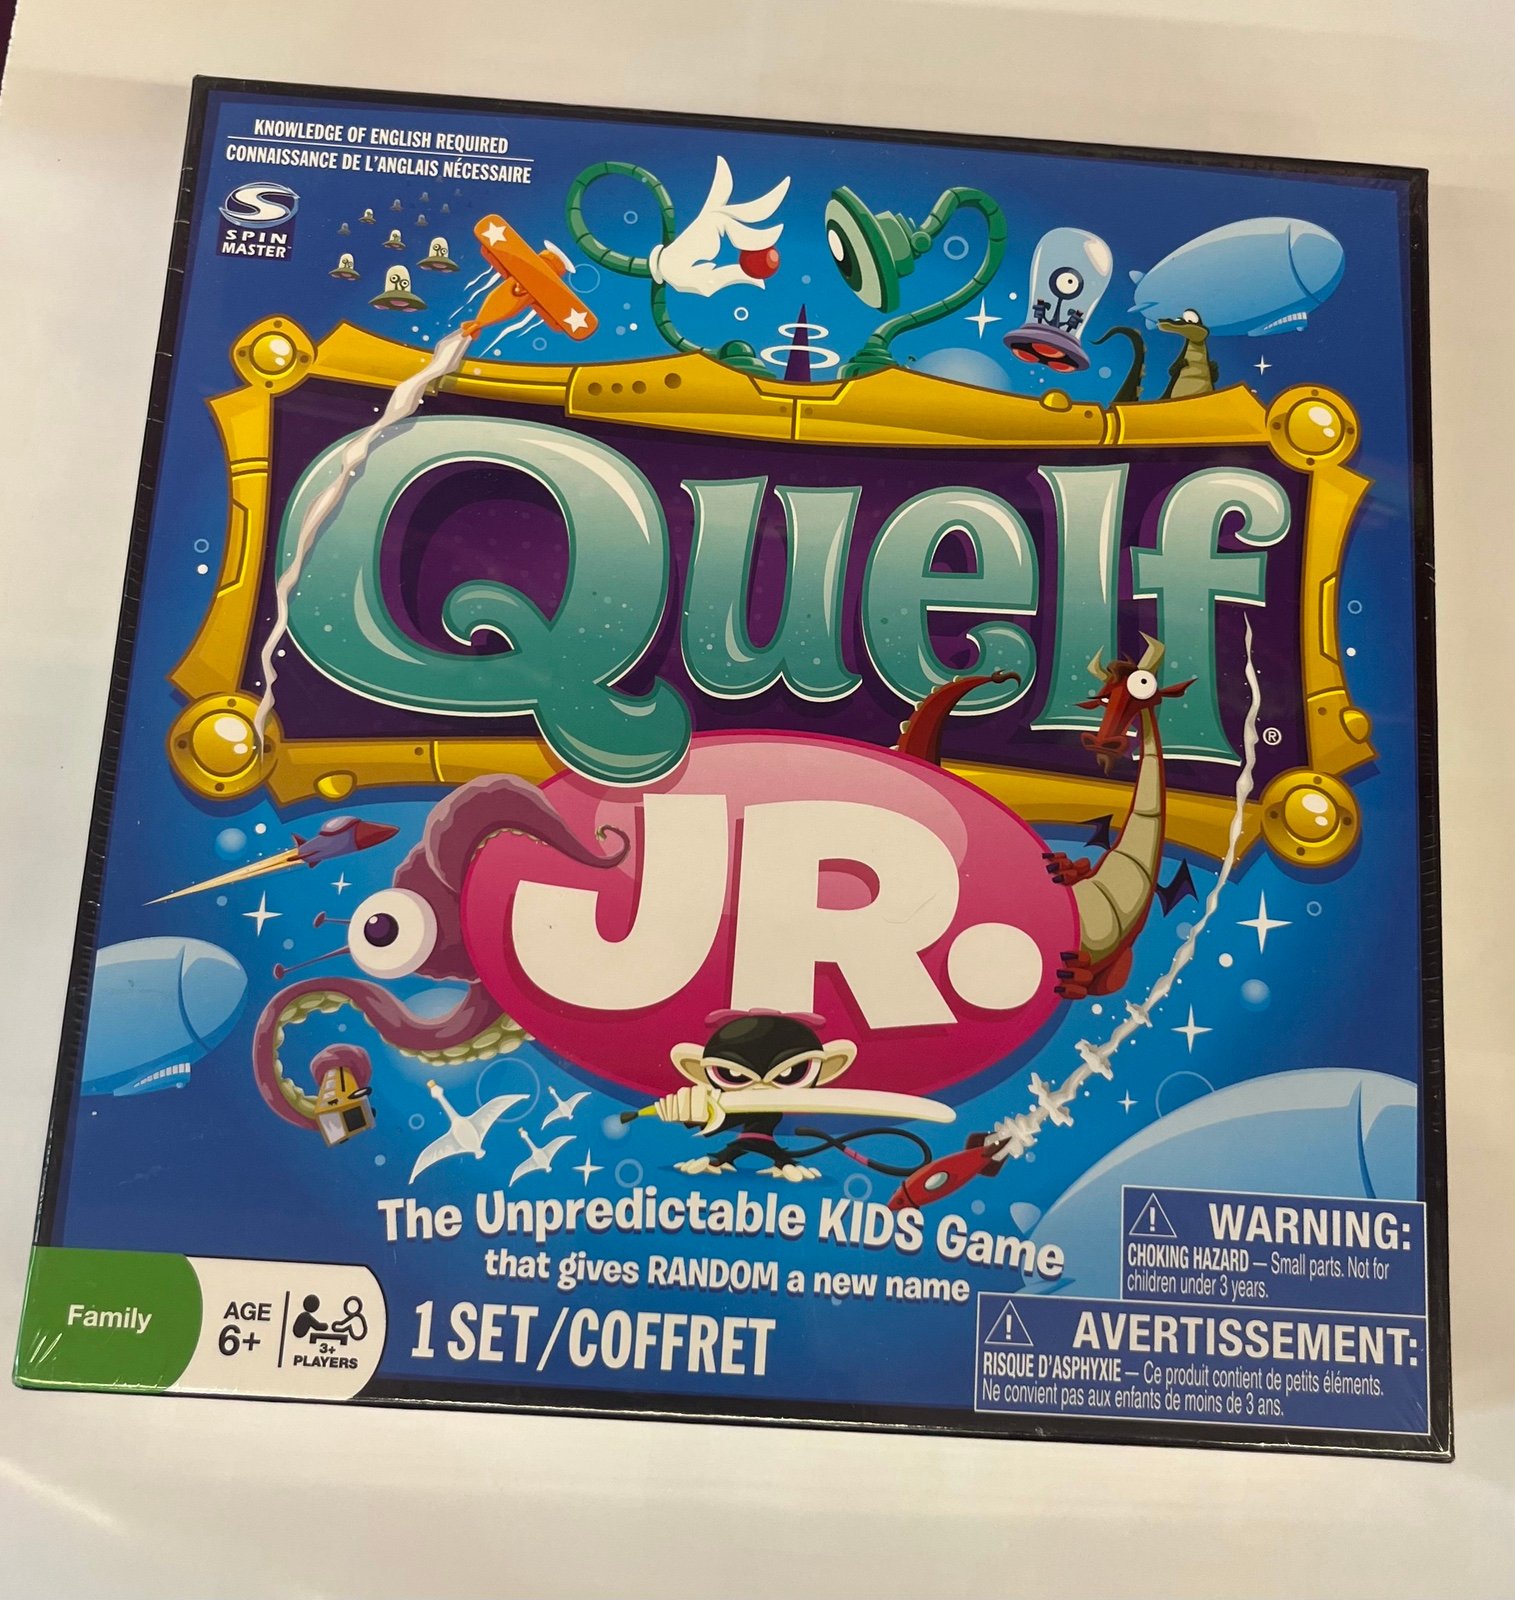 KNOWLEDGE OF ENGLISH REQUIRED
CONNAISSANCE DE L'ANGLAIS NÉCESSAIRE
SPIN
MASTER™
Quelf®
JR.
The Unpredictable KIDS Game
that gives RANDOM a new name
1 SET/COFFRET
Family
AGE
6+
3+
PLAYERS
WARNING:
CHOKING HAZARD — Small parts. Not for
children under 3 years.
AVERTISSEMENT:
RISQUE D'ASPHYXIE — Ce produit contient de petits éléments.
Ne convient pas aux enfants de moins de 3 ans.